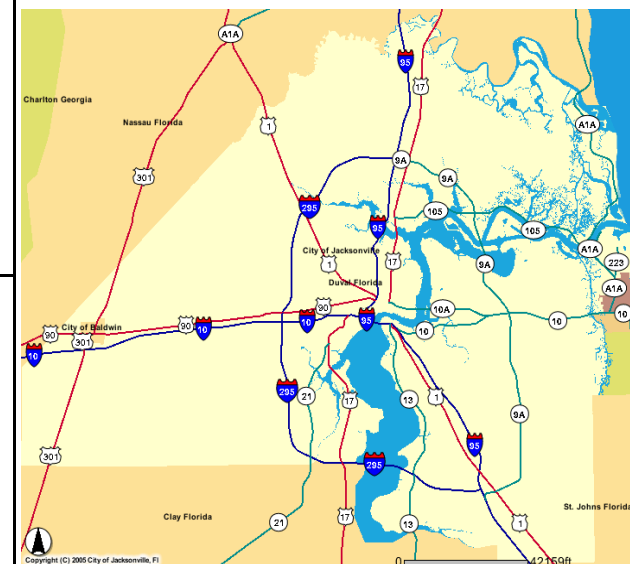 A1A
95
17
Charlton Georgia
Nassau Florida
1
A1A
301
9A
9A
295
105
95
105
City of Jacksonville
A1A
1
17
9A
223
Duval Florida
A1A
90
10A
10
City of Baldwin
90
10
10
95
10
10
90
301
10
295
21
17
13
1
9A
95
301
295
St. Johns Florida
Clay Florida
21
17
13
1
Copyright (C) 2005 City of Jacksonville, Fl
0 42159ft